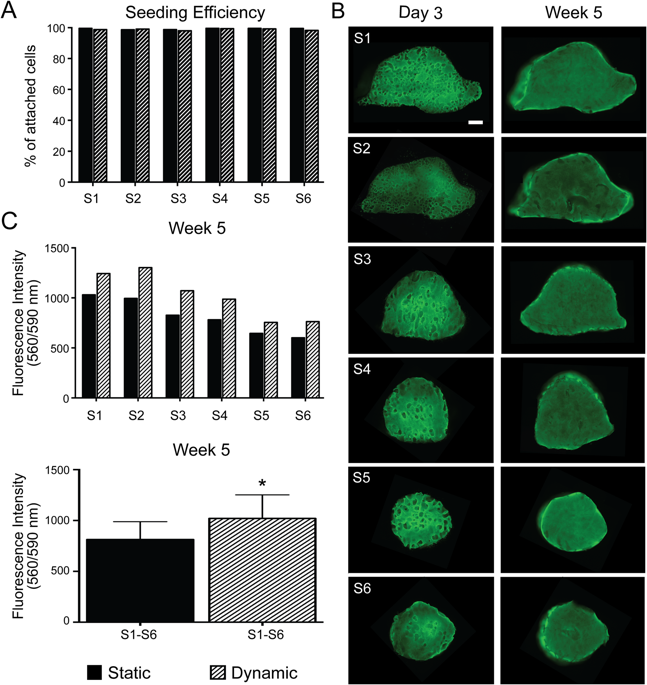 A
Seeding Efficiency
% of attached cells
100
80
60
40
20
0
S1 S2 S3 S4 S5 S6
C
Week 5
Fluorescence Intensity
(560/590 nm)
1500
1000
500
0
S1 S2 S3 S4 S5 S6
Week 5
Fluorescence Intensity
(560/590 nm)
1500
1000
500
0
*
S1-S6 S1-S6
Static Dynamic
B
Day 3 Week 5
S1
S2
S3
S4
S5
S6